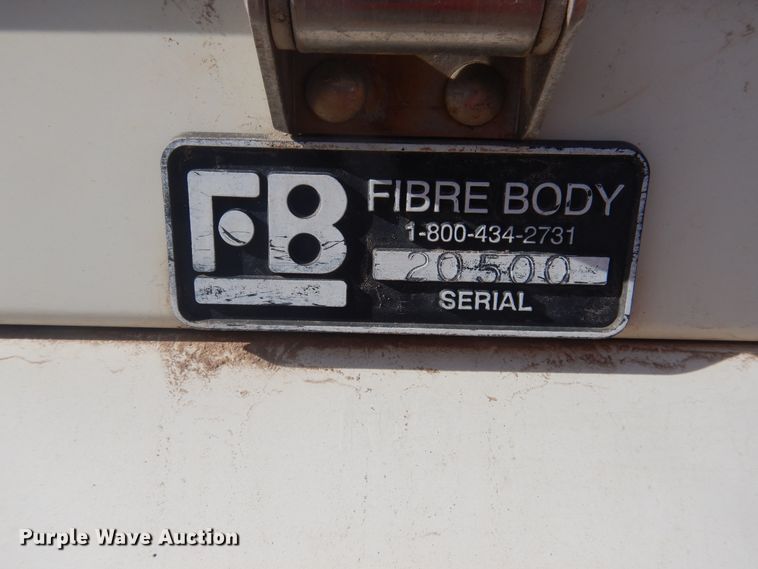 FB FIBRE BODY
1-800-434-2731
20500
SERIAL
Purple Wave Auction